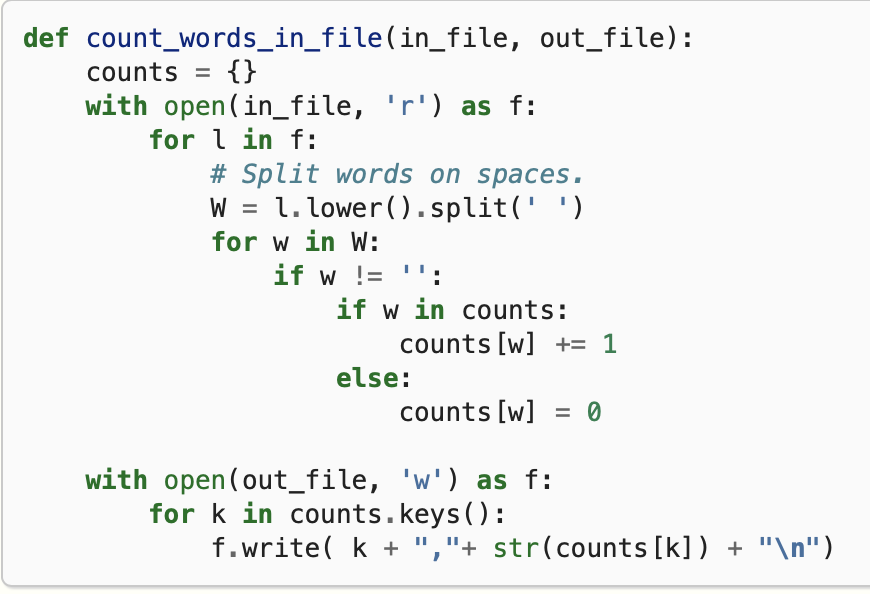 def count_words_in_file(in_file, out_file):
    counts = {}
    with open(in_file, 'r') as f:
        for l in f:
            # Split words on spaces.
            W = l.lower().split(' ')
            for w in W:
                if w != '':
                    if w in counts:
                        counts[w] += 1
                    else:
                        counts[w] = 0

    with open(out_file, 'w') as f:
        for k in counts.keys():
            f.write( k + ","+ str(counts[k]) + "\n")